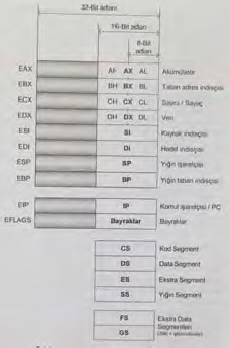 32-Bit adları
16-Bit adları
8-Bit adları
EAX AH AX AL Akümülatör
EBX BH BX BL Taban adres indisçisi
ECX CH CX CL Sayıcı / Sayaç
EDX DH DX DL Veri
ESI SI Kaynak indisçisi
EDI DI Hedef indisçisi
ESP SP Yığın işaretçisi
EBP BP Yığın taban indisçisi
EIP IP Komut işaretçisi / PC
EFLAGS Bayraklar Bayraklar
CS Kod Segment
DS Data Segment
ES Ekstra Segment
SS Yığın Segment
FS Ekstra Data
GS Segmentleri